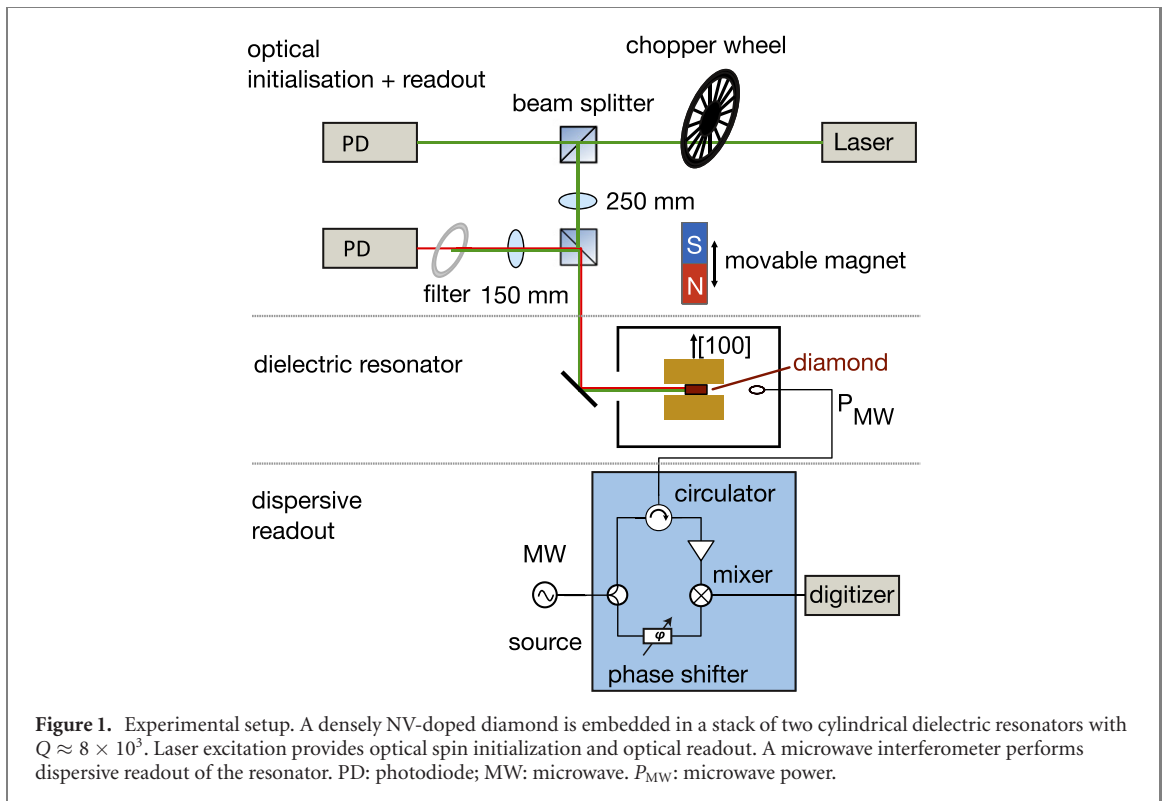 optical
initialisation + readout
chopper wheel
beam splitter
PD
Laser
250 mm
PD
S
N
movable magnet
filter
150 mm
dielectric resonator
[100]
diamond
P_MW
dispersive
readout
circulator
MW
mixer
digitizer
source
φ
phase shifter
Figure 1. Experimental setup. A densely NV-doped diamond is embedded in a stack of two cylindrical dielectric resonators with
Q ≈ 8 × 10³. Laser excitation provides optical spin initialization and optical readout. A microwave interferometer performs
dispersive readout of the resonator. PD: photodiode; MW: microwave. P_MW: microwave power.